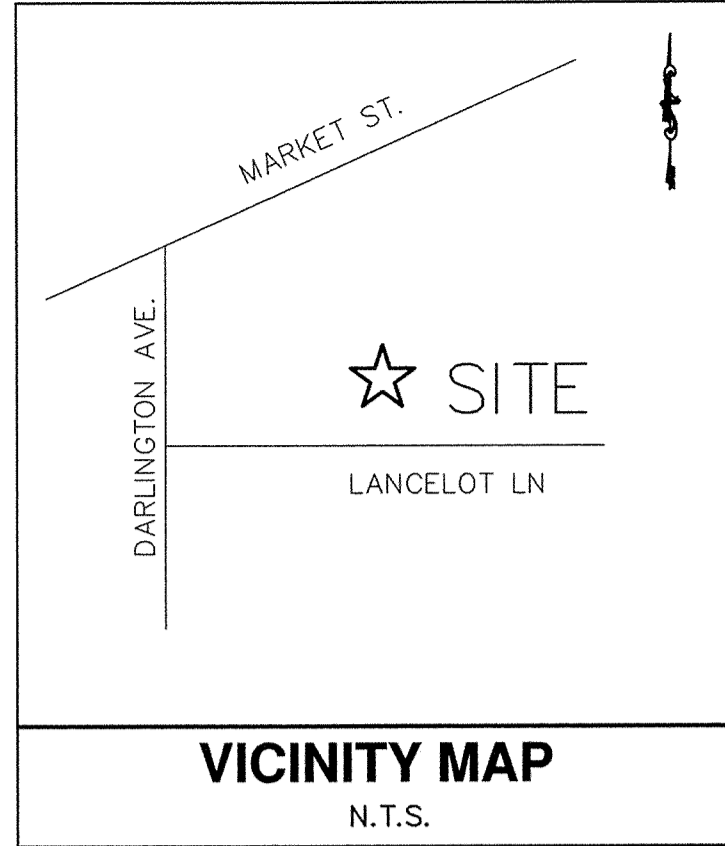 MARKET ST.
DARLINGTON AVE.
SITE
LANCELOT LN
VICINITY MAP
N.T.S.